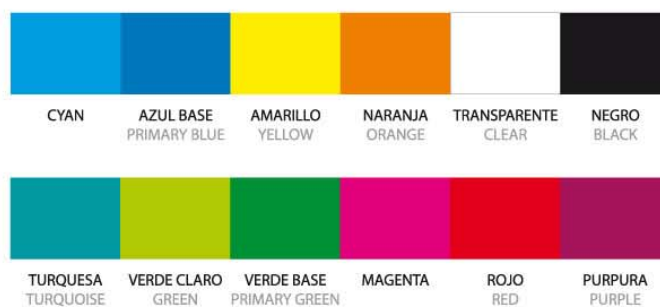 CYAN AZUL BASE AMARILLO NARANJA TRANSPARENTE NEGRO
PRIMARY BLUE YELLOW ORANGE CLEAR BLACK
TURQUESA VERDE CLARO VERDE BASE MAGENTA ROJO PURPURA
TURQUOISE GREEN PRIMARY GREEN RED PURPLE